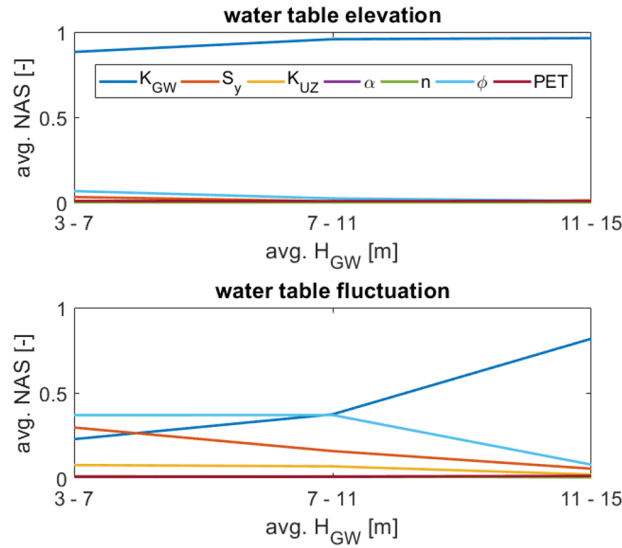 water table elevation
1
0.5
0
avg. NAS [-]
K_GW S_y K_UZ α n ϕ PET
3 - 7 7 - 11 11 - 15
avg. H_GW [m]
water table fluctuation
1
0.5
0
avg. NAS [-]
3 - 7 7 - 11 11 - 15
avg. H_GW [m]